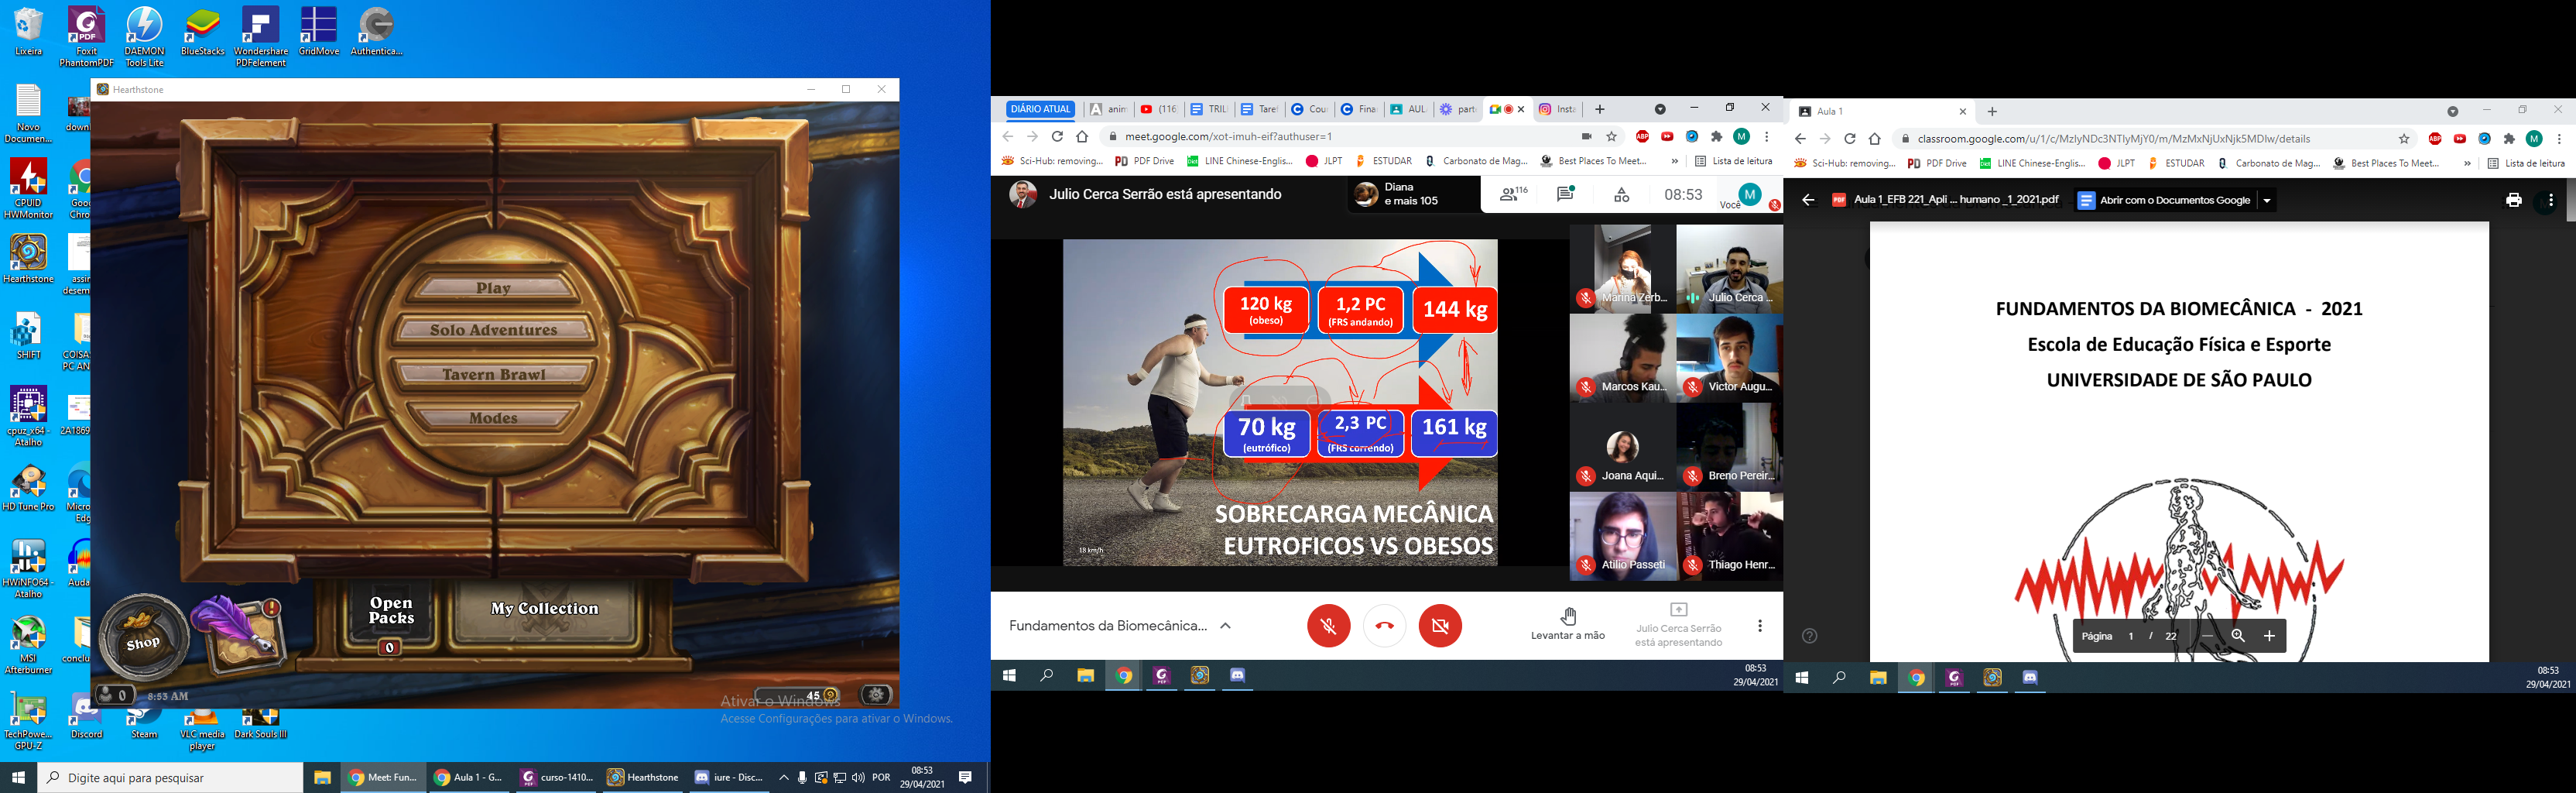 Lixeira
Foxit
PhantomPDF
DAEMON
Tools Lite
BlueStacks
Wondershare
PDFelement
GridMove
Authentica...
Novo
Documen...
downl
CPUID
HWMonitor
Goo
Chro
Hearthstone
assin
desem
SHIFT
COISAS
PC AN
cpuz_x64 -
Atalho
2A1869
HD Tune Pro
Micro
Edg
HWiNFO64 -
Atalho
Auda
MSI
Afterburner
conclu
TechPowe...
GPU-Z
Discord
Steam
VLC media
player
Dark Souls III
Hearthstone
Play
Solo Adventures
Tavern Brawl
Modes
Shop
Open
Packs
0
My Collection
0
8:53 AM
45
Ativar o Windows
Acesse Configurações para ativar o Windows.
Digite aqui para pesquisar
Meet: Fun...
Aula 1 - G...
curso-1410...
Hearthstone
iure - Disc...
POR
08:53
29/04/2021
DIÁRIO ATUAL
anim
(116
TRIL
Taref
Cou
Fina
AUL
part
Insta
meet.google.com/xot-imuh-eif?authuser=1
ABP
M
Sci-Hub: removing...
PD PDF Drive
LINE Chinese-Englis...
JLPT
ESTUDAR
Carbonato de Mag...
Best Places To Meet...
»
Lista de leitura
Julio Cerca Serrão está apresentando
Diana
e mais 105
116
08:53
M
Você
120 kg
(obeso)
1,2 PC
(FRS andando)
144 kg
70 kg
(eutrófico)
2,3 PC
(FRS correndo)
161 kg
SOBRECARGA MECÂNICA
EUTROFICOS VS OBESOS
18 km/h
Marina Zerb...
Julio Cerca ...
Marcos Kau...
Victor Augu...
Joana Aqui...
Breno Pereir...
Atilio Passeti
Thiago Henr...
Fundamentos da Biomecânica...
Levantar a mão
Julio Cerca Serrão
está apresentando
08:53
29/04/2021
Aula 1
classroom.google.com/u/1/c/MzIyNDc3NTIyMjY0/m/MzMxNjUxNjk5MDIw/details
ABP
M
Sci-Hub: removing...
PD PDF Drive
LINE Chinese-Englis...
JLPT
ESTUDAR
Carbonato de Mag...
Best Places To Meet...
»
Lista de leitura
PDF
Aula 1_EFB 221_Apli ... humano _1_2021.pdf
Abrir com o Documentos Google
FUNDAMENTOS DA BIOMECÂNICA - 2021
Escola de Educação Física e Esporte
UNIVERSIDADE DE SÃO PAULO
Página 1 / 22
08:53
29/04/2021